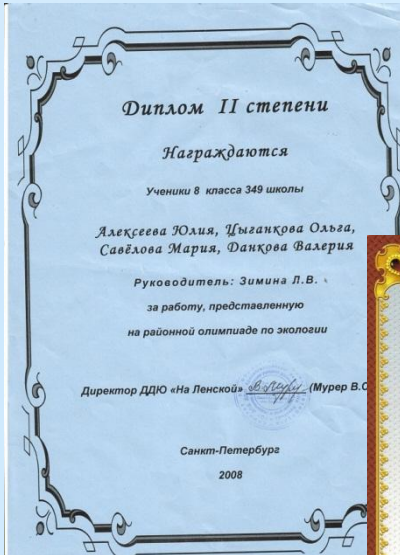 Диплом II степени
Награждаются
Ученики 8 класса 349 школы
Алексеева Юлия, Цыганкова Ольга,
Савёлова Мария, Данкова Валерия
Руководитель: Зимина Л.В.
за работу, представленную
на районной олимпиаде по экологии
Директор ДДЮ «На Ленской» (Мурер В.О
Санкт-Петербург
2008